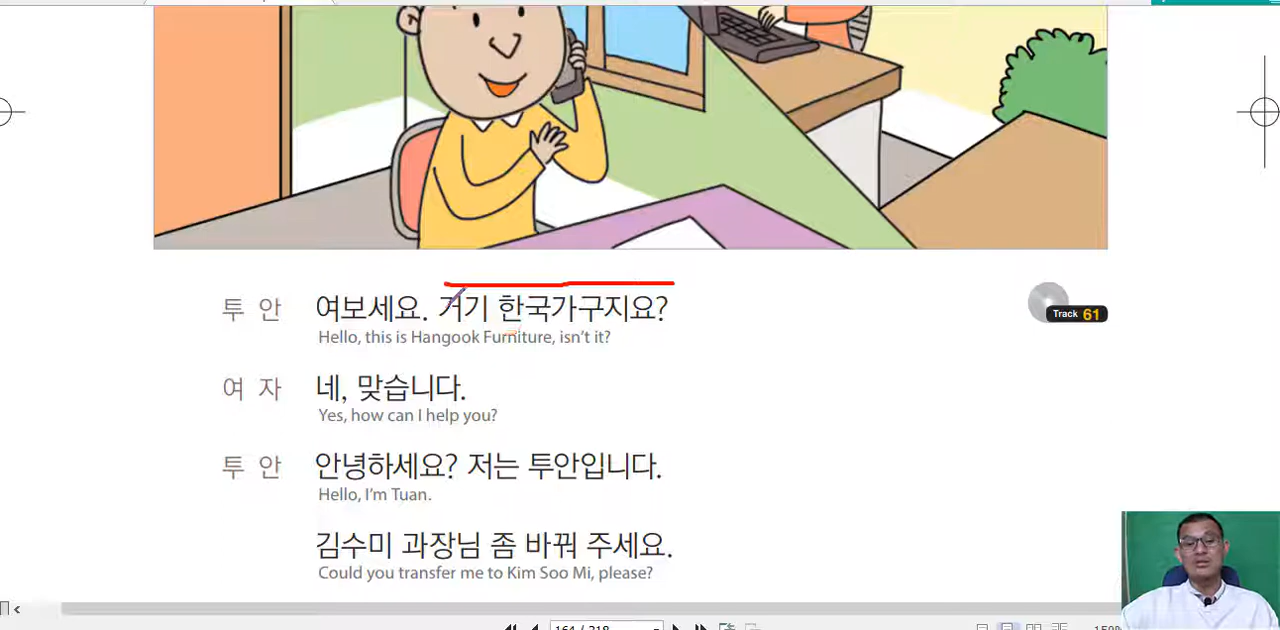 투 안 여보세요. 거기 한국가구지요?
Hello, this is Hangook Furniture, isn't it?
Track 61
여 자 네, 맞습니다.
Yes, how can I help you?
투 안 안녕하세요? 저는 투안입니다.
Hello, I'm Tuan.
김수미 과장님 좀 바꿔 주세요.
Could you transfer me to Kim Soo Mi, please?